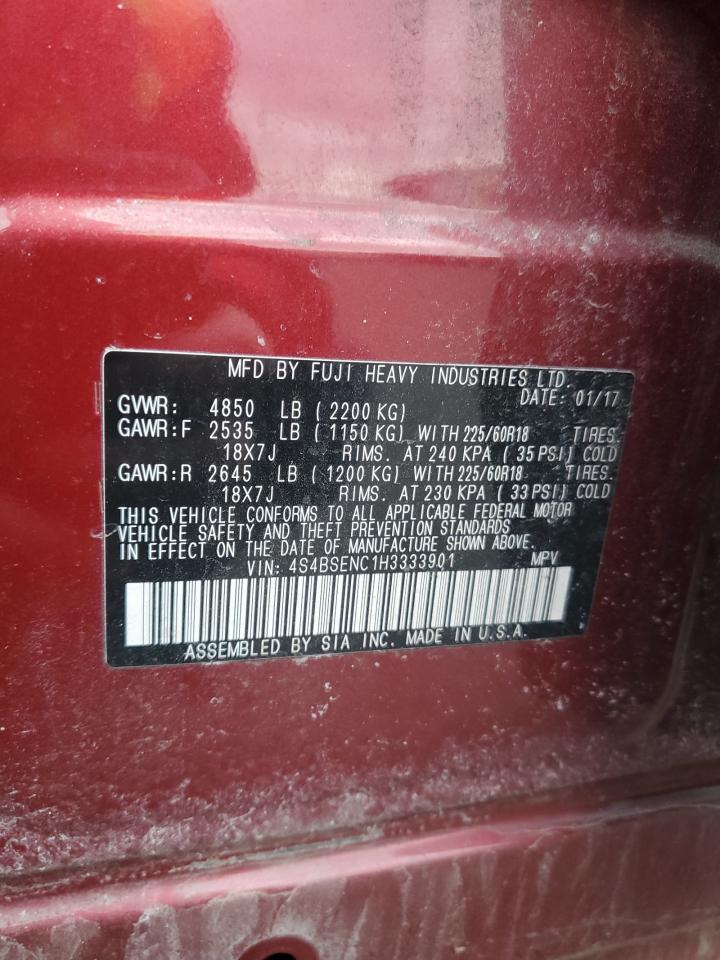 MFD BY FUJI HEAVY INDUSTRIES LTD.
DATE: 01/17
GVWR: 4850 LB (2200 KG)
GAWR:F 2535 LB (1150 KG) WITH 225/60R18 TIRES.
18X7J RIMS. AT 240 KPA (35 PSI) COLD
GAWR:R 2645 LB (1200 KG) WITH 225/60R18 TIRES.
18X7J RIMS. AT 230 KPA (33 PSI) COLD
THIS VEHICLE CONFORMS TO ALL APPLICABLE FEDERAL MOTOR
VEHICLE SAFETY AND THEFT PREVENTION STANDARDS
IN EFFECT ON THE DATE OF MANUFACTURE SHOWN ABOVE.
VIN: 4S4BSENC1H3333901 MPV
ASSEMBLED BY SIA INC. MADE IN U.S.A.